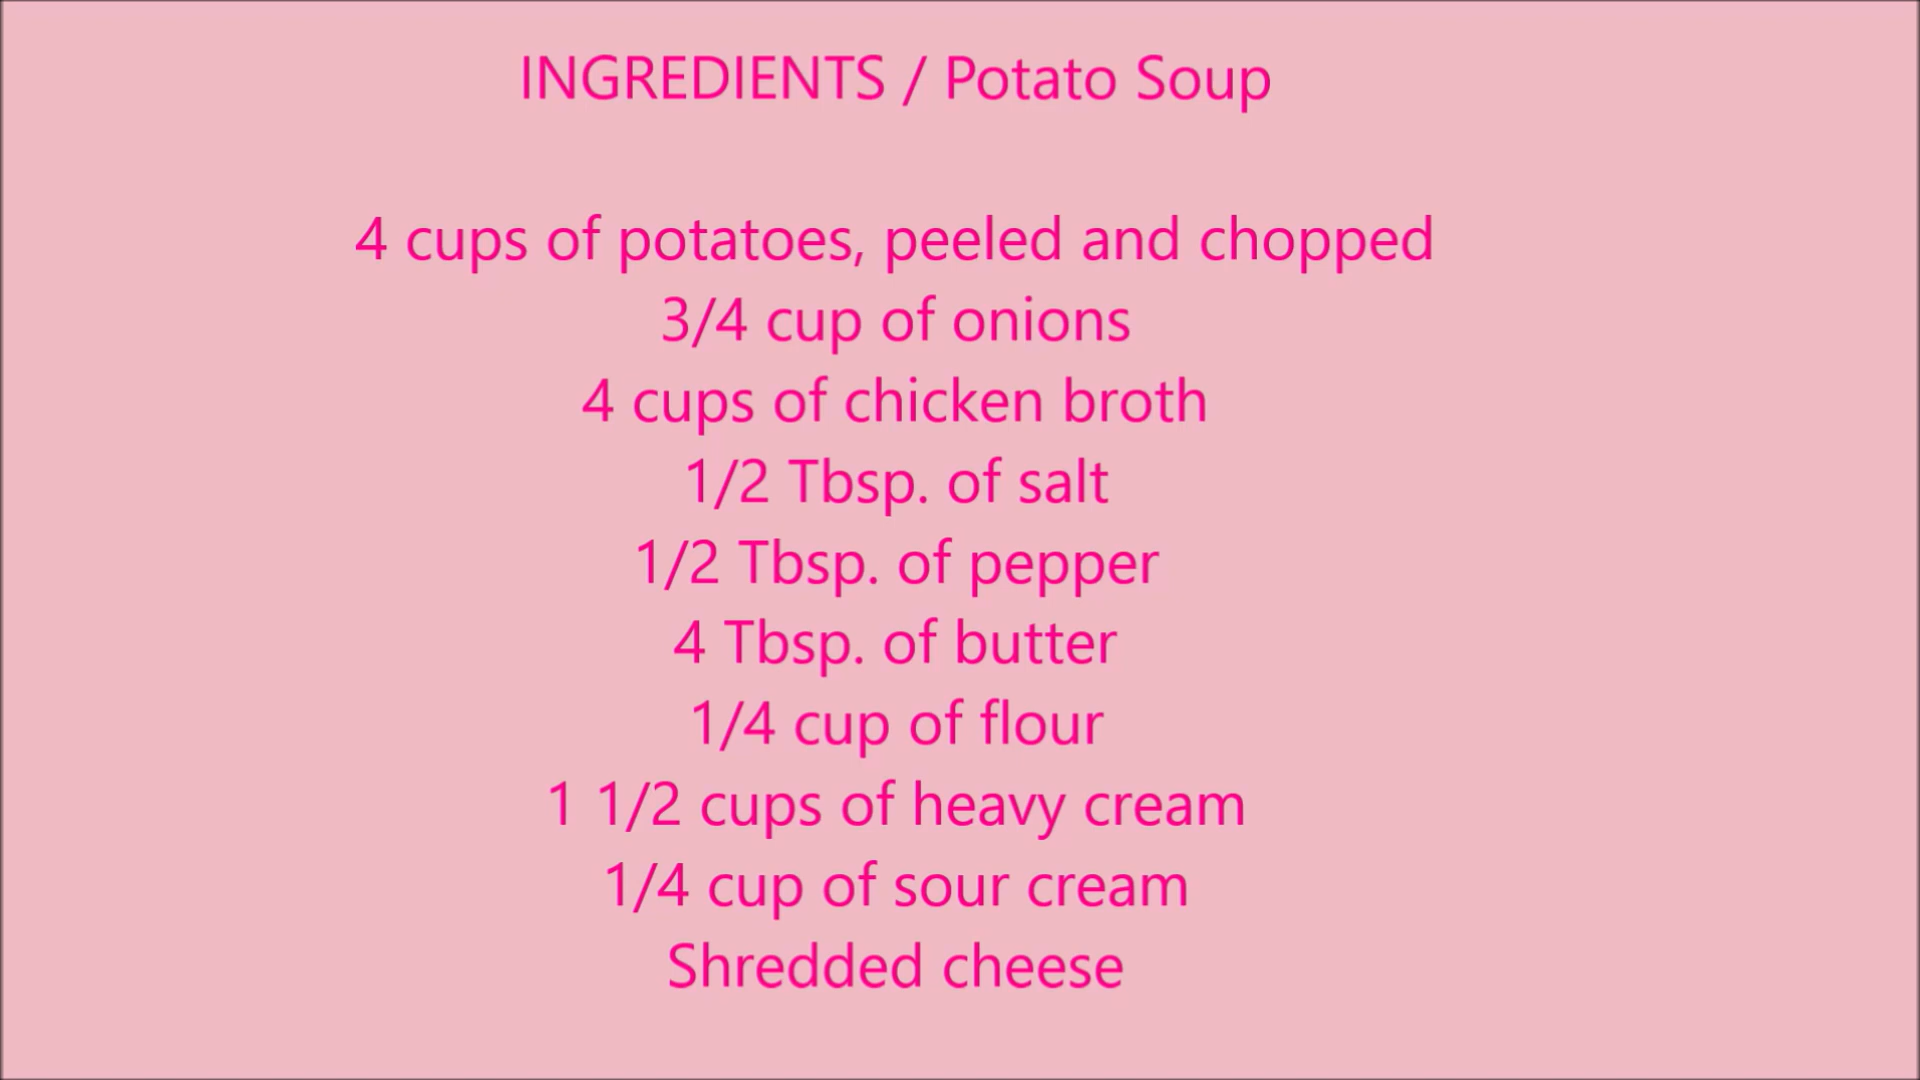 INGREDIENTS / Potato Soup
4 cups of potatoes, peeled and chopped
3/4 cup of onions
4 cups of chicken broth
1/2 Tbsp. of salt
1/2 Tbsp. of pepper
4 Tbsp. of butter
1/4 cup of flour
1 1/2 cups of heavy cream
1/4 cup of sour cream
Shredded cheese